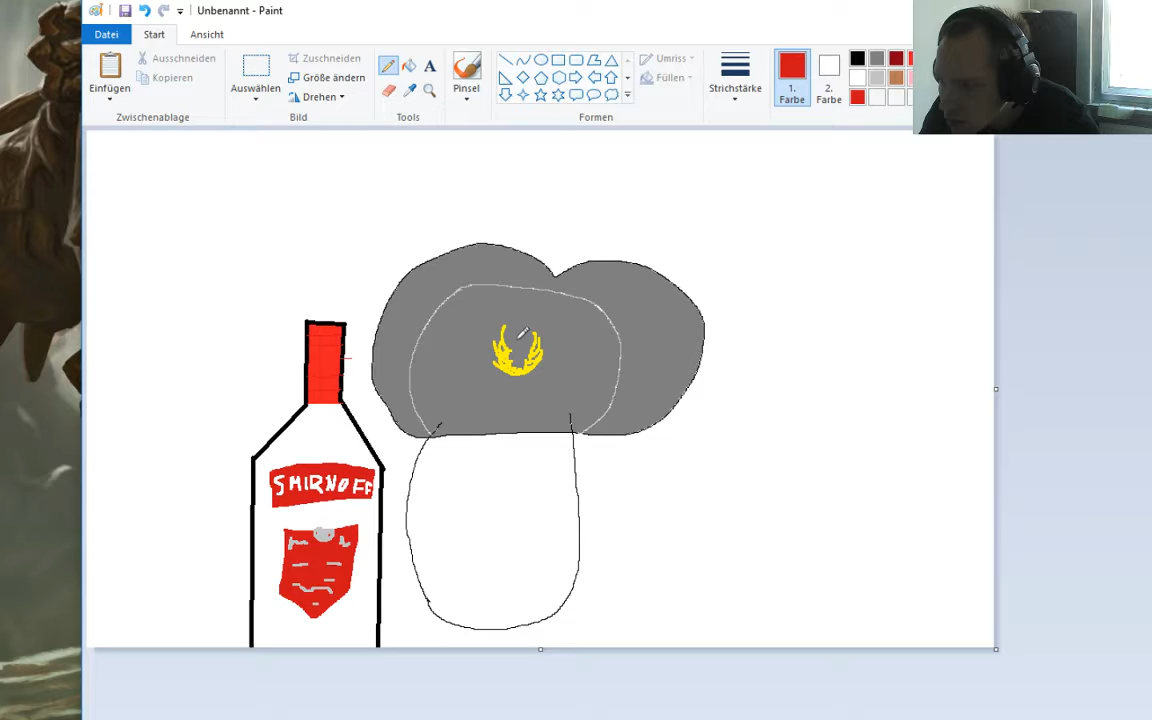 Unbenannt - Paint
Datei Start Ansicht
Einfügen
Ausschneiden
Kopieren
Zwischenablage
Auswählen
Zuschneiden
Größe ändern
Drehen
Bild
A
Tools
Pinsel
Umriss
Füllen
Formen
Strichstärke
1.
Farbe
2.
Farbe
SMIRNOFF